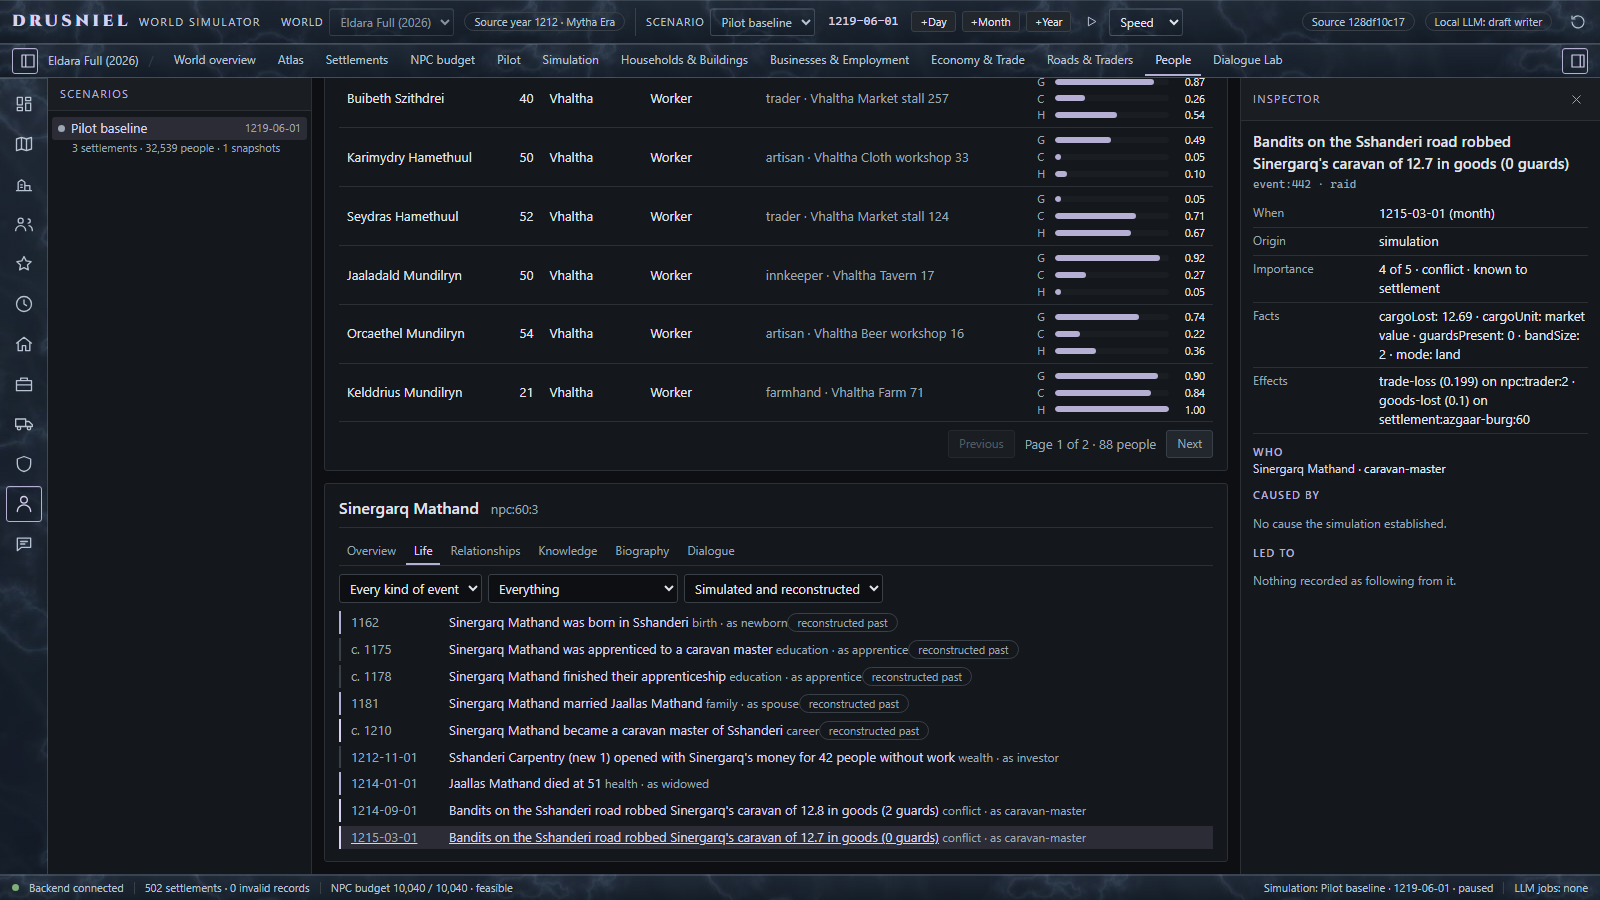 DRUSNIEL WORLD SIMULATOR WORLD Eldara Full (2026) Source year 1212 · Mytha Era SCENARIO Pilot baseline 1219-06-01 +Day +Month +Year Speed Source 128df10c17 Local LLM: draft writer
Eldara Full (2026) / World overview Atlas Settlements NPC budget Pilot Simulation Households & Buildings Businesses & Employment Economy & Trade Roads & Traders People Dialogue Lab
SCENARIOS
Pilot baseline 1219-06-01
3 settlements · 32,539 people · 1 snapshots
G 0.87
Buibeth Szithdrei 40 Vhaltha Worker trader · Vhaltha Market stall 257 C 0.26
H 0.54
G 0.49
Karimydry Hamethuul 50 Vhaltha Worker artisan · Vhaltha Cloth workshop 33 C 0.05
H 0.10
G 0.05
Seydras Hamethuul 52 Vhaltha Worker trader · Vhaltha Market stall 124 C 0.71
H 0.67
G 0.92
Jaaladald Mundilryn 50 Vhaltha Worker innkeeper · Vhaltha Tavern 17 C 0.27
H 0.05
G 0.74
Orcaethel Mundilryn 54 Vhaltha Worker artisan · Vhaltha Beer workshop 16 C 0.22
H 0.36
G 0.90
Kelddrius Mundilryn 21 Vhaltha Worker farmhand · Vhaltha Farm 71 C 0.84
H 1.00
Previous Page 1 of 2 · 88 people Next
Sinergarq Mathand npc:60:3
Overview Life Relationships Knowledge Biography Dialogue
Every kind of event Everything Simulated and reconstructed
1162 Sinergarq Mathand was born in Sshanderi birth · as newborn reconstructed past
c. 1175 Sinergarq Mathand was apprenticed to a caravan master education · as apprentice reconstructed past
c. 1178 Sinergarq Mathand finished their apprenticeship education · as apprentice reconstructed past
1181 Sinergarq Mathand married Jaallas Mathand family · as spouse reconstructed past
c. 1210 Sinergarq Mathand became a caravan master of Sshanderi career reconstructed past
1212-11-01 Sshanderi Carpentry (new 1) opened with Sinergarq's money for 42 people without work wealth · as investor
1214-01-01 Jaallas Mathand died at 51 health · as widowed
1214-09-01 Bandits on the Sshanderi road robbed Sinergarq's caravan of 12.8 in goods (2 guards) conflict · as caravan-master
1215-03-01 Bandits on the Sshanderi road robbed Sinergarq's caravan of 12.7 in goods (0 guards) conflict · as caravan-master
INSPECTOR
Bandits on the Sshanderi road robbed
Sinergarq's caravan of 12.7 in goods (0 guards)
event:442 · raid
When 1215-03-01 (month)
Origin simulation
Importance 4 of 5 · conflict · known to
settlement
Facts cargoLost: 12.69 · cargoUnit: market
value · guardsPresent: 0 · bandSize:
2 · mode: land
Effects trade-loss (0.199) on npc:trader:2 ·
goods-lost (0.1) on
settlement:azgaar-burg:60
WHO
Sinergarq Mathand · caravan-master
CAUSED BY
No cause the simulation established.
LED TO
Nothing recorded as following from it.
Backend connected 502 settlements · 0 invalid records NPC budget 10,040 / 10,040 · feasible Simulation: Pilot baseline · 1219-06-01 · paused LLM jobs: none